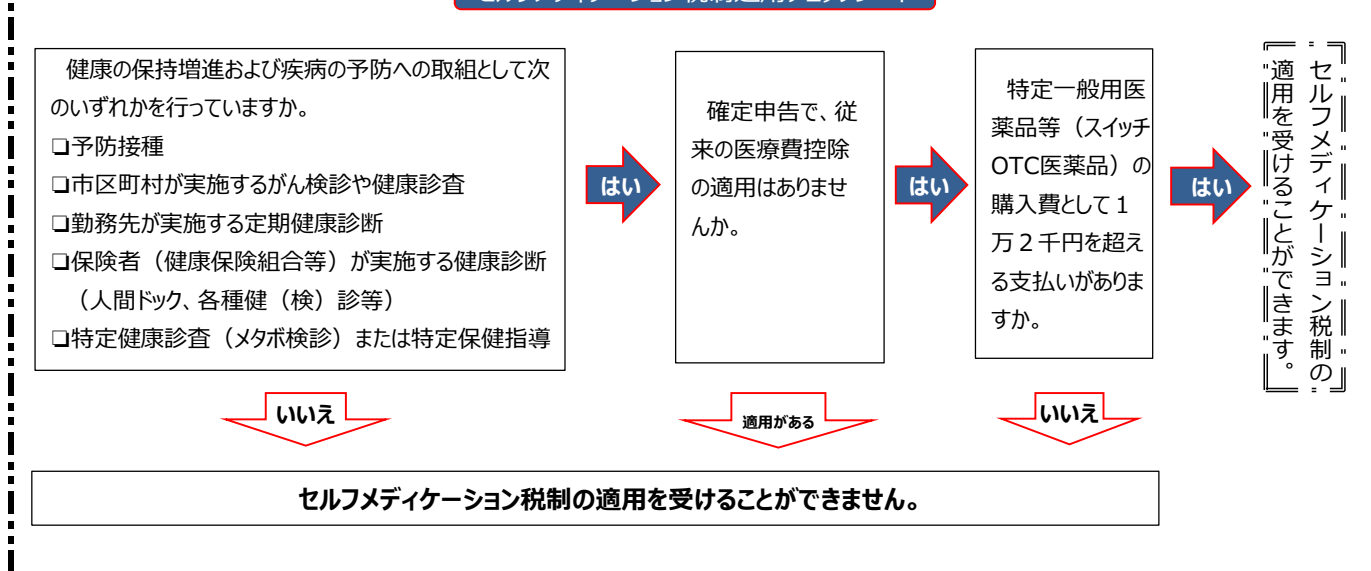 健康の保持増進および疾病の予防への取組として次
のいずれかを行っていますか。
❏予防接種
❏市区町村が実施するがん検診や健康診査
❏勤務先が実施する定期健康診断
❏保険者（健康保険組合等）が実施する健康診断
（人間ドック、各種健（検）診等）
❏特定健康診査（メタボ検診）または特定保健指導
はい
確定申告で、従
来の医療費控除
の適用はありませ
んか。
はい
特定一般用医
薬品等（スイッチ
OTC医薬品）の
購入費として１
万２千円を超え
る支払いがありま
すか。
はい
セルフメディケーション税制の
適用を受けることができます。
いいえ
適用がある
いいえ
セルフメディケーション税制の適用を受けることができません。